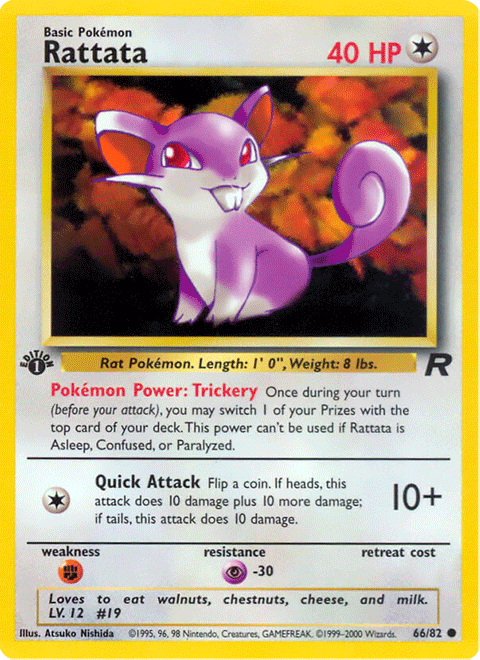 Basic Pokémon
Rattata
40 HP
EDITION
1
Rat Pokémon. Length: 1' 0", Weight: 8 lbs.
R
Pokémon Power: Trickery Once during your turn
(before your attack), you may switch 1 of your Prizes with the
top card of your deck. This power can't be used if Rattata is
Asleep, Confused, or Paralyzed.
Quick Attack Flip a coin. If heads, this
attack does 10 damage plus 10 more damage;
if tails, this attack does 10 damage.
10+
weakness
resistance
retreat cost
-30
Loves to eat walnuts, chestnuts, cheese, and milk.
LV. 12 #19
Illus. Atsuko Nishida ©1995, 96, 98 Nintendo, Creatures, GAMEFREAK. ©1999-2000 Wizards. 66/82